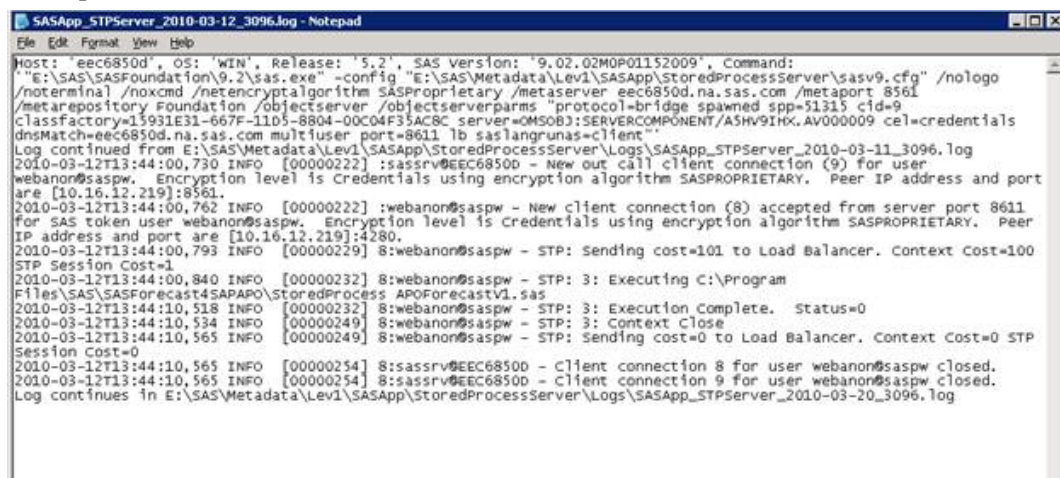 SASApp_STPServer_2010-03-12_3096.log - Notepad
File Edit Format View Help
Host: 'eec6850d', OS: 'WIN', Release: '5.2', SAS Version: '9.02.02M0P01152009', Command:
'"E:\SAS\SASFoundation\9.2\sas.exe" -config "E:\SAS\Metadata\Lev1\SASApp\StoredProcessServer\sasv9.cfg" /nologo
/noterminal /noxcmd /netencryptalgorithm SASProprietary /metaserver eec6850d.na.sas.com /metaport 8561
/metarepository Foundation /objectserver /objectserverparms "protocol=bridge spawned spp=51315 cid=9
classfactory=15931E31-667F-11D5-8804-00C04F35AC8C server=OMSOBJ:SERVERCOMPONENT/A5HV9IHX.AV000009 cel=credentials
dnsMatch=eec6850d.na.sas.com multiuser port=8611 lb saslangrunas=client"'
Log continued from E:\SAS\Metadata\Lev1\SASApp\StoredProcessServer\Logs\SASApp_STPServer_2010-03-11_3096.log
2010-03-12T13:44:00,730 INFO [00000222] :sassrv@EEC6850D - New out call client connection (9) for user
webanon@saspw. Encryption level is Credentials using encryption algorithm SASPROPRIETARY. Peer IP address and port
are [10.16.12.219]:8561.
2010-03-12T13:44:00,762 INFO [00000222] :webanon@saspw - New client connection (8) accepted from server port 8611
for SAS token user webanon@saspw. Encryption level is Credentials using encryption algorithm SASPROPRIETARY. Peer
IP address and port are [10.16.12.219]:4280.
2010-03-12T13:44:00,793 INFO [00000229] 8:webanon@saspw - STP: Sending cost=101 to Load Balancer. Context Cost=100
STP Session Cost=1
2010-03-12T13:44:00,840 INFO [00000232] 8:webanon@saspw - STP: 3: Executing C:\Program
Files\SAS\SASForecast4SAPAPO\StoredProcess APOForecastV1.sas
2010-03-12T13:44:10,518 INFO [00000232] 8:webanon@saspw - STP: 3: Execution Complete. Status=0
2010-03-12T13:44:10,534 INFO [00000249] 8:webanon@saspw - STP: 3: Context Close
2010-03-12T13:44:10,565 INFO [00000249] 8:webanon@saspw - STP: Sending cost=0 to Load Balancer. Context Cost=0 STP
Session Cost=0
2010-03-12T13:44:10,565 INFO [00000254] 8:sassrv@EEC6850D - Client connection 8 for user webanon@saspw closed.
2010-03-12T13:44:10,565 INFO [00000254] 8:sassrv@EEC6850D - Client connection 9 for user webanon@saspw closed.
Log continues in E:\SAS\Metadata\Lev1\SASApp\StoredProcessServer\Logs\SASApp_STPServer_2010-03-20_3096.log